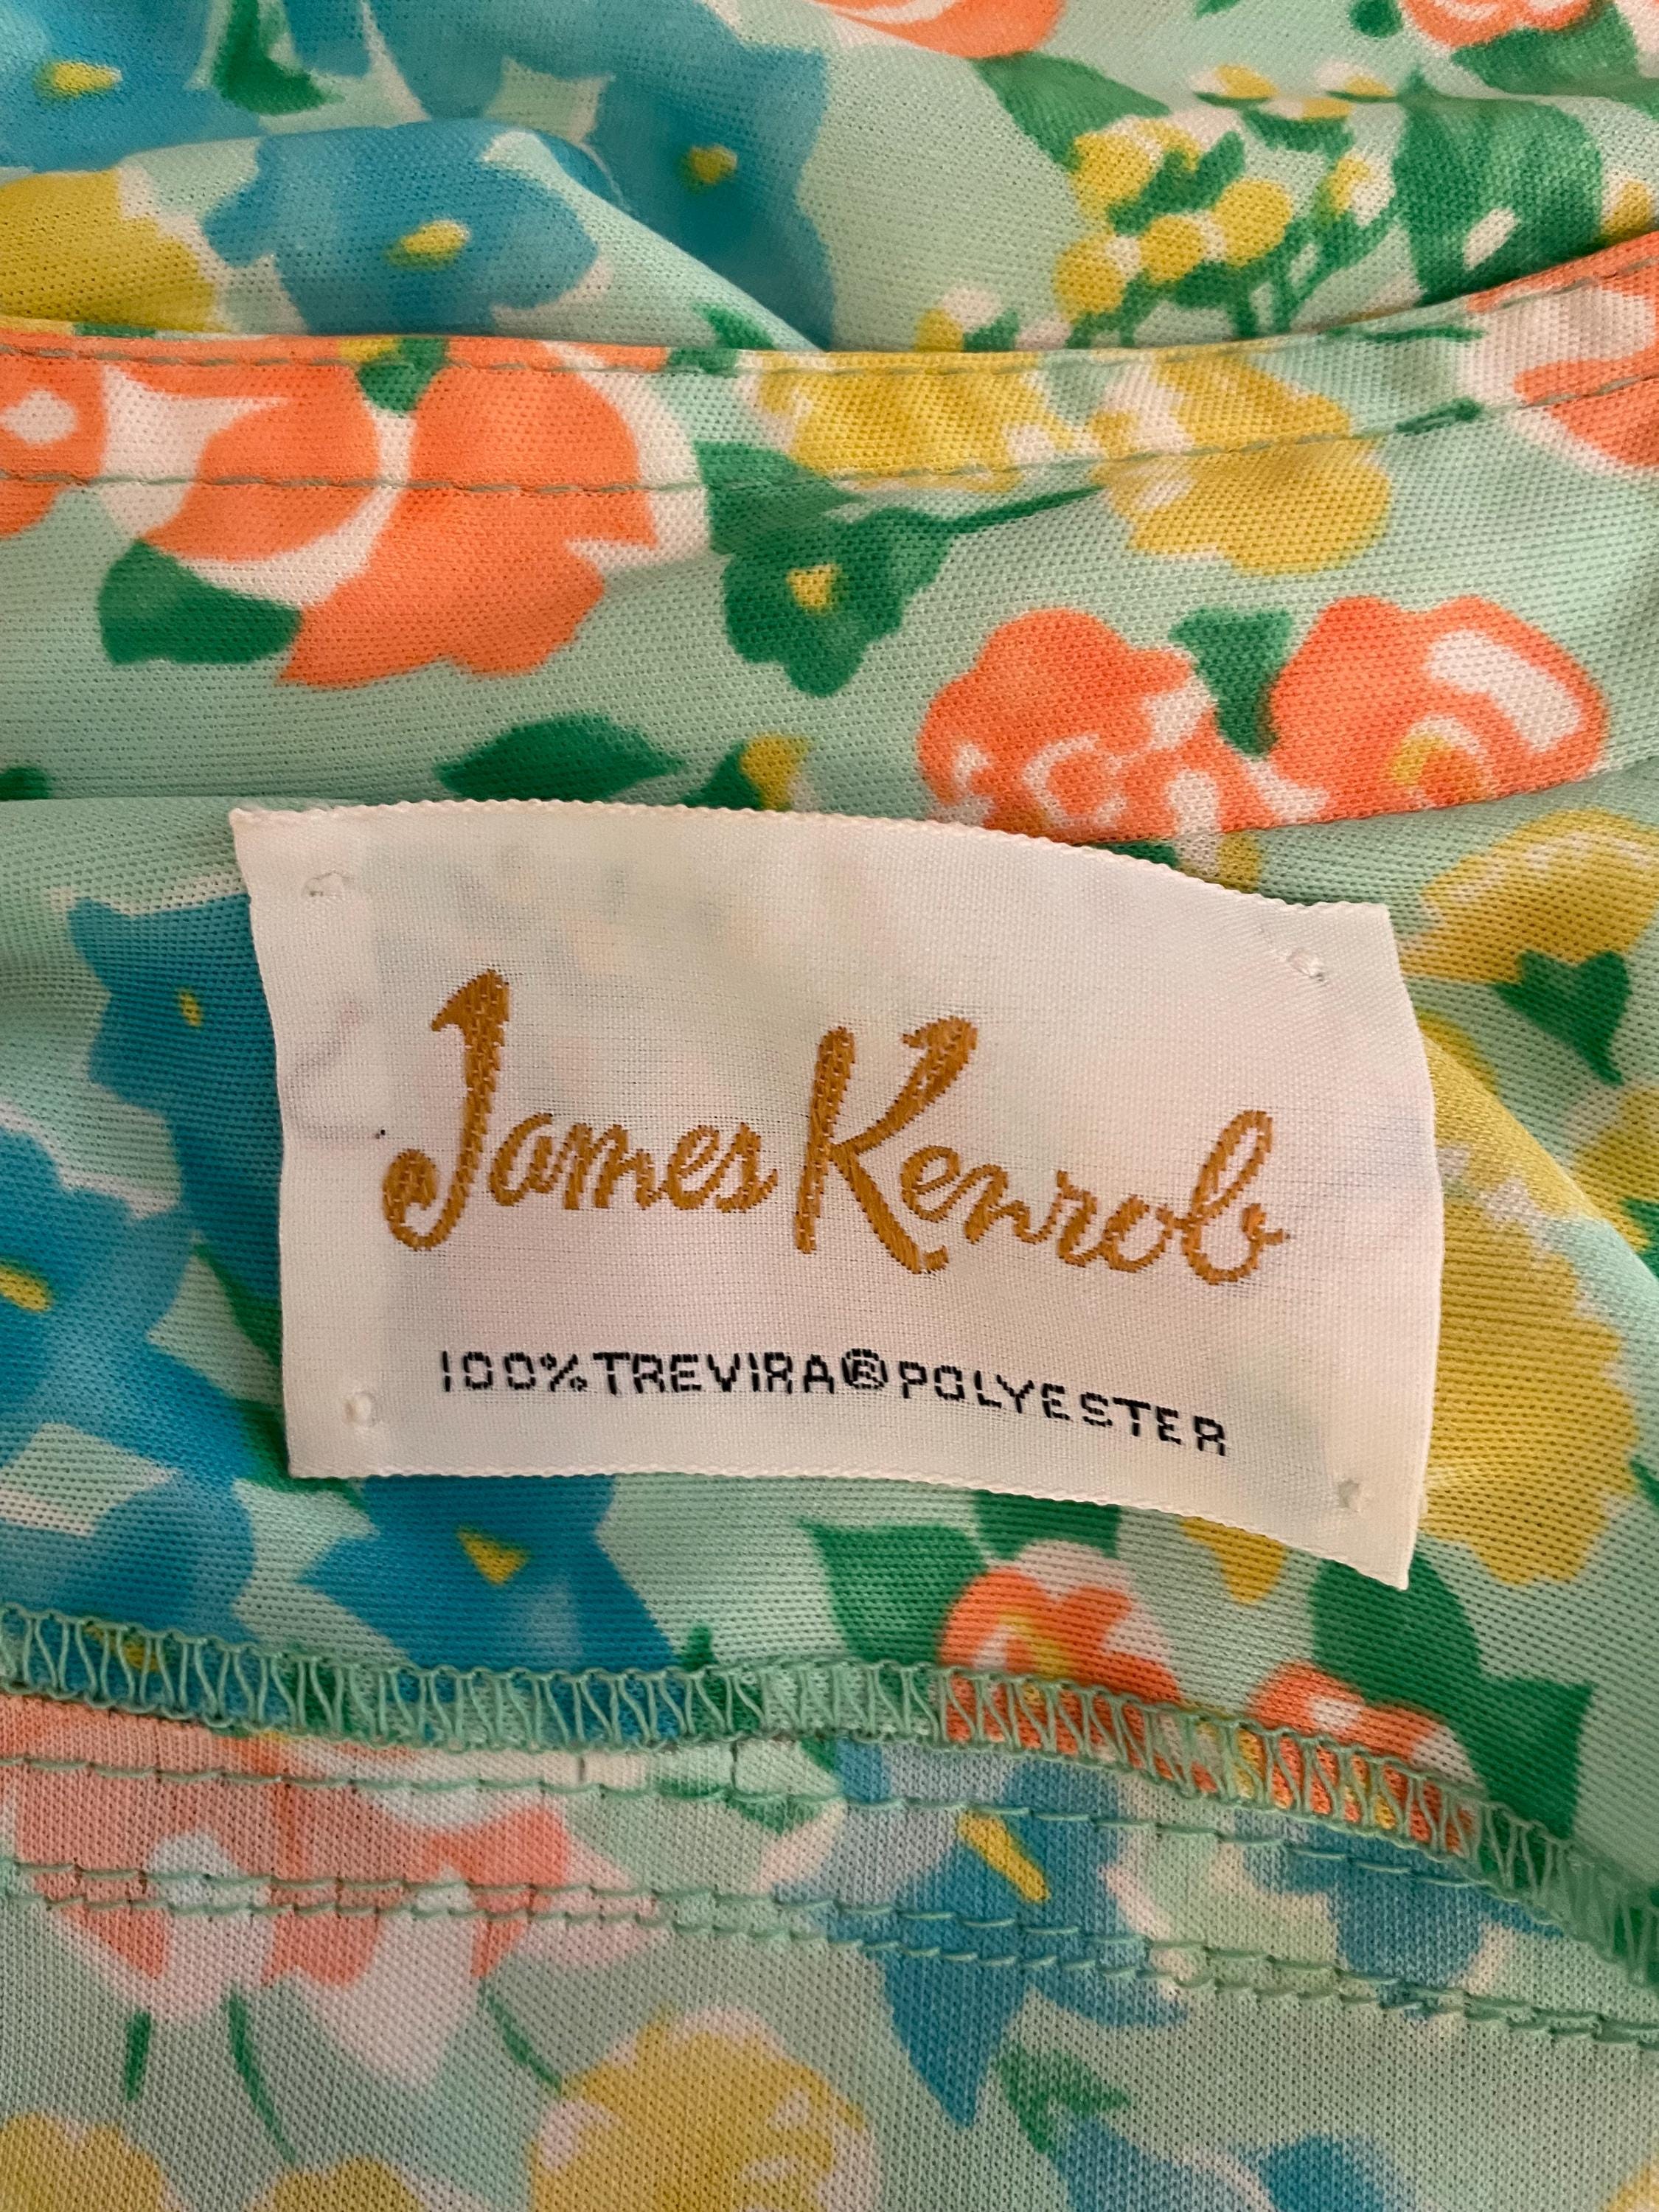 James Kenrob
100% TREVIRA® POLYESTER